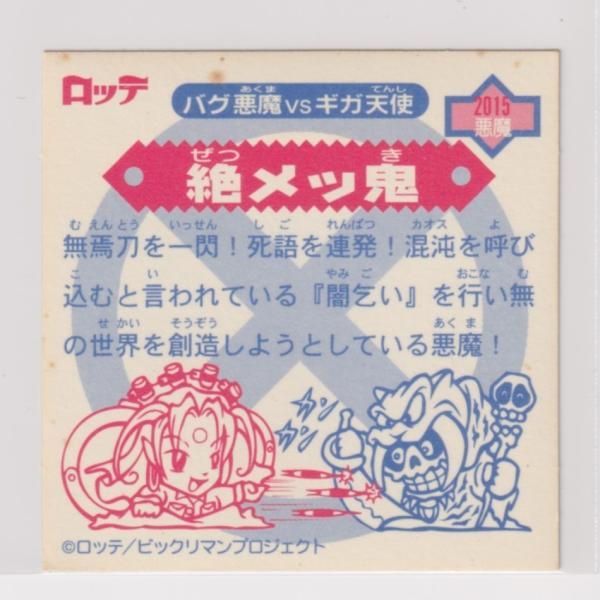 ロッテ
あくま てんし
バグ悪魔 VS ギガ天使
2015
悪魔
ぜつ き
絶メッ鬼
むえんとう いっせん しご れんぱつ カオス よ
無焉刀を一閃！死語を連発！混沌を呼び
こ い やみご おこな む
込むと言われている『闇乞い』を行い無
せかい そうぞう あくま
の世界を創造しようとしている悪魔！
カン
カン
©ロッテ/ビックリマンプロジェクト